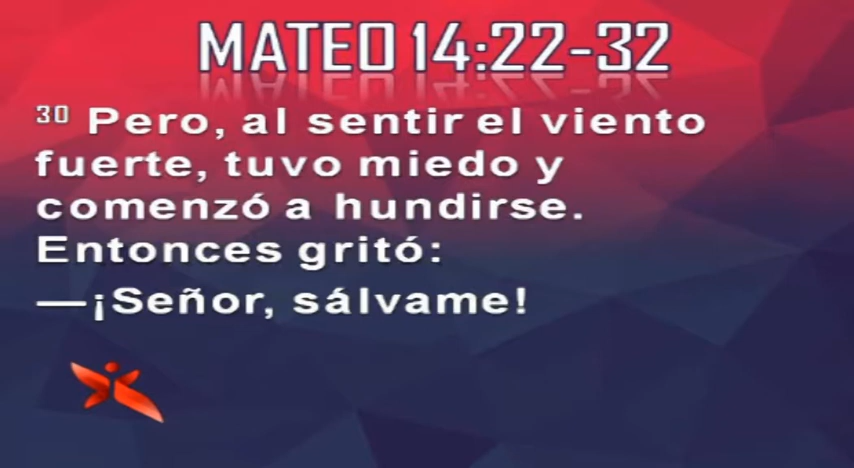 MATEO 14:22-32
30 Pero, al sentir el viento
fuerte, tuvo miedo y
comenzó a hundirse.
Entonces gritó:
—¡Señor, sálvame!